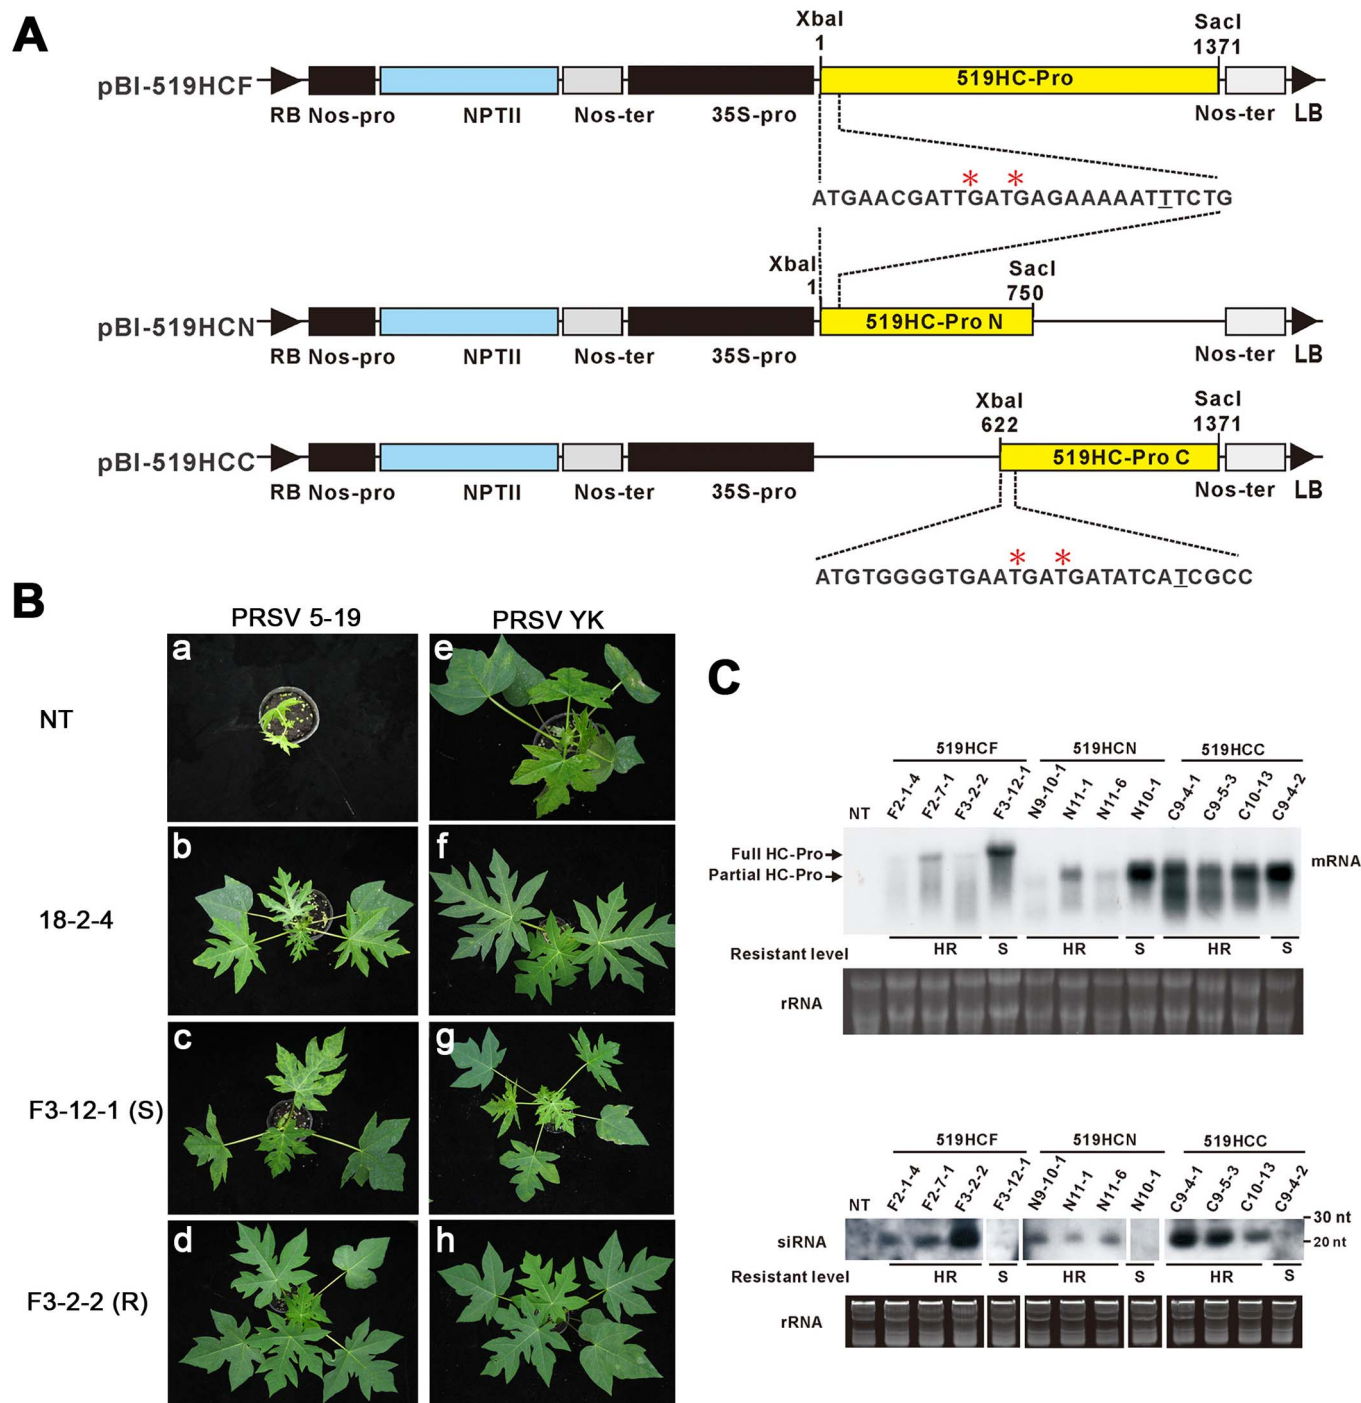 A
XbaI
1
SacI
1371
pBI-519HCF
519HC-Pro
RB Nos-pro NPTII Nos-ter 35S-pro Nos-ter LB
* *
ATGAACGATTGATGAGAAAAATTTCTG
XbaI
1
SacI
750
pBI-519HCN
519HC-Pro N
RB Nos-pro NPTII Nos-ter 35S-pro Nos-ter LB
XbaI
622
SacI
1371
pBI-519HCC
519HC-Pro C
RB Nos-pro NPTII Nos-ter 35S-pro Nos-ter LB
* *
ATGTGGGGTGAATGATGATATCATCGCC
B
PRSV 5-19 PRSV YK
NT
a e
18-2-4
b f
F3-12-1 (S)
c g
F3-2-2 (R)
d h
C
519HCF 519HCN 519HCC
NT F2-1-4 F2-7-1 F3-2-2 F3-12-1 N9-10-1 N11-1 N11-6 N10-1 C9-4-1 C9-5-3 C10-13 C9-4-2
Full HC-Pro
Partial HC-Pro
mRNA
Resistant level HR S HR S HR S
rRNA
519HCF 519HCN 519HCC
NT F2-1-4 F2-7-1 F3-2-2 F3-12-1 N9-10-1 N11-1 N11-6 N10-1 C9-4-1 C9-5-3 C10-13 C9-4-2
30 nt
siRNA
20 nt
Resistant level HR S HR S HR S
rRNA